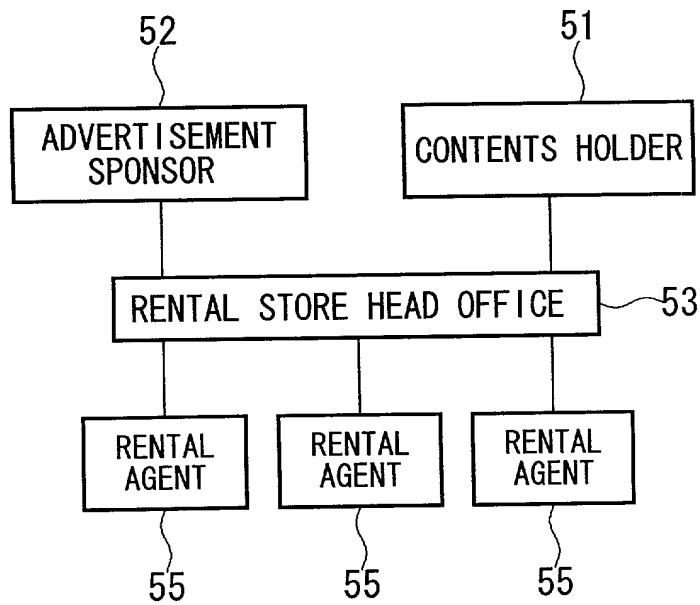 52
51
ADVERTISEMENT
SPONSOR
CONTENTS HOLDER
RENTAL STORE HEAD OFFICE
53
RENTAL
AGENT
RENTAL
AGENT
RENTAL
AGENT
55
55
55